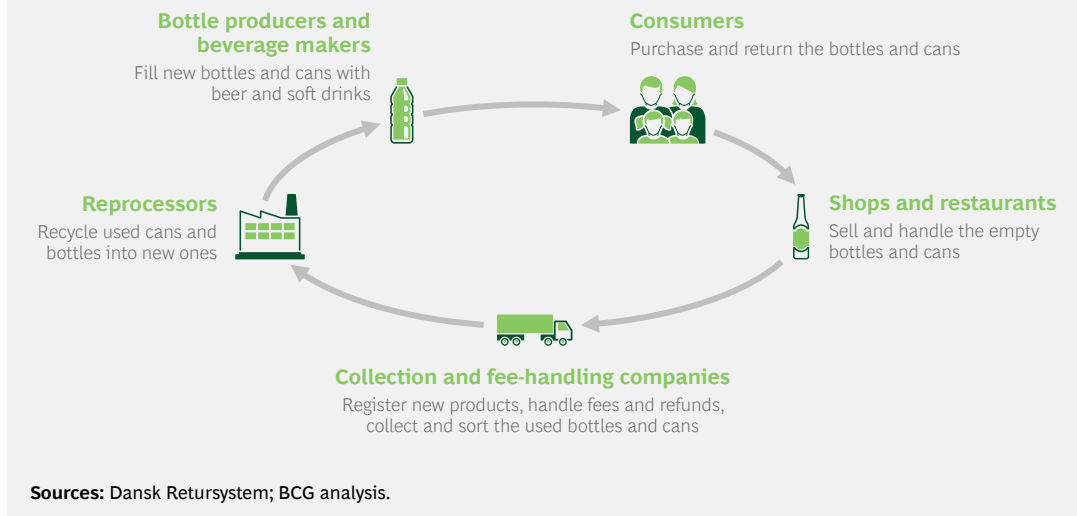 Bottle producers and
beverage makers
Fill new bottles and cans with
beer and soft drinks
Consumers
Purchase and return the bottles and cans
Shops and restaurants
Sell and handle the empty
bottles and cans
Collection and fee-handling companies
Register new products, handle fees and refunds,
collect and sort the used bottles and cans
Reprocessors
Recycle used cans and
bottles into new ones
Sources: Dansk Retursystem; BCG analysis.